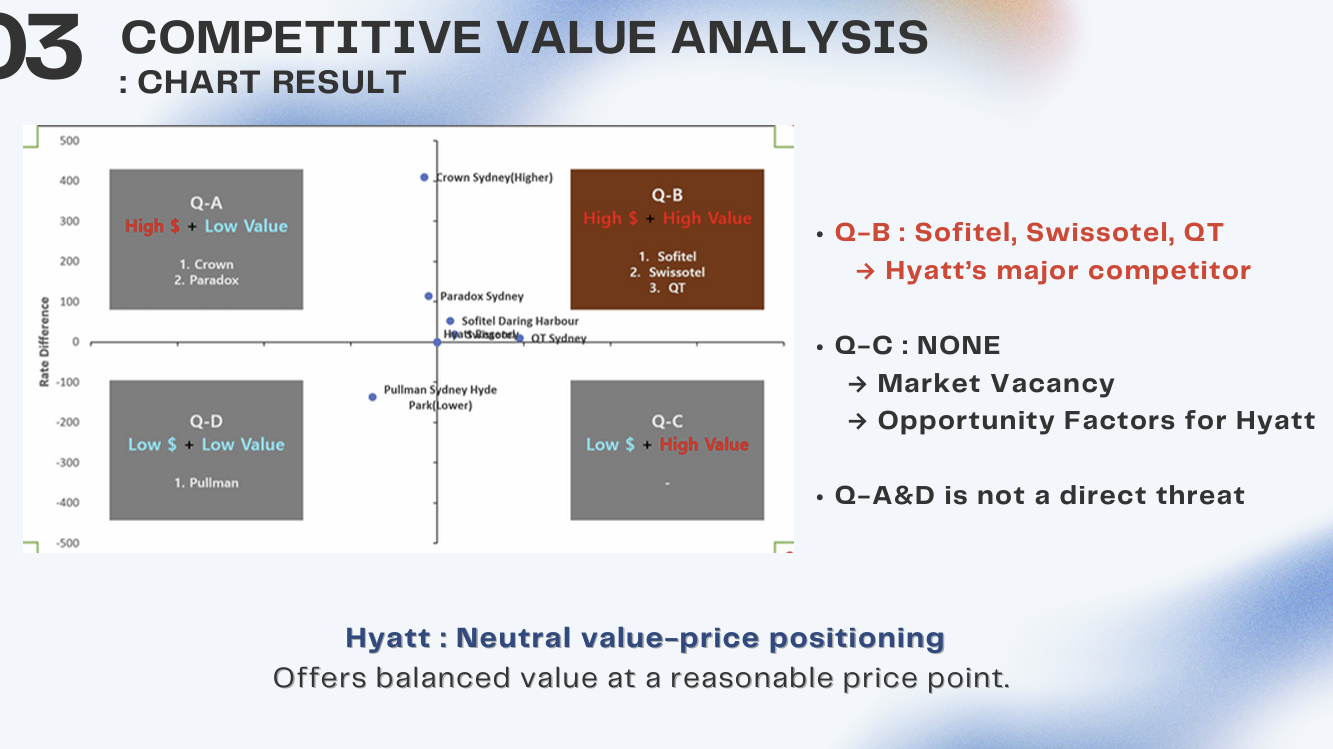 03
COMPETITIVE VALUE ANALYSIS
: CHART RESULT
500
400
300
200
100
0
-100
-200
-300
-400
-500
Rate Difference
Q-A
High $ + Low Value
1. Crown
2. Paradox
Crown Sydney(Higher)
Q-B
High $ + High Value
1. Sofitel
2. Swissotel
3. QT
Paradox Sydney
Sofitel Daring Harbour
Hyatt Regency
Swissotel
QT Sydney
Pullman Sydney Hyde
Park(Lower)
Q-D
Low $ + Low Value
1. Pullman
Q-C
Low $ + High Value
-
• Q-B : Sofitel, Swissotel, QT
→ Hyatt’s major competitor
• Q-C : NONE
→ Market Vacancy
→ Opportunity Factors for Hyatt
• Q-A&D is not a direct threat
Hyatt : Neutral value-price positioning
Offers balanced value at a reasonable price point.